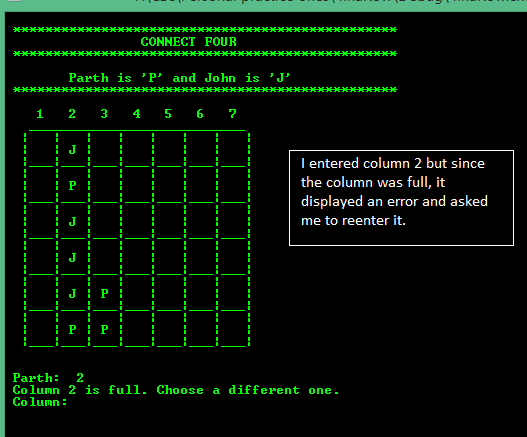 ****************************************************
CONNECT FOUR
****************************************************
Parth is 'P' and John is 'J'
****************************************************
1 2 3 4 5 6 7
J
P
J
J
J P
P P
I entered column 2 but since
the column was full, it
displayed an error and asked
me to reenter it.
Parth: 2
Column 2 is full. Choose a different one.
Column: